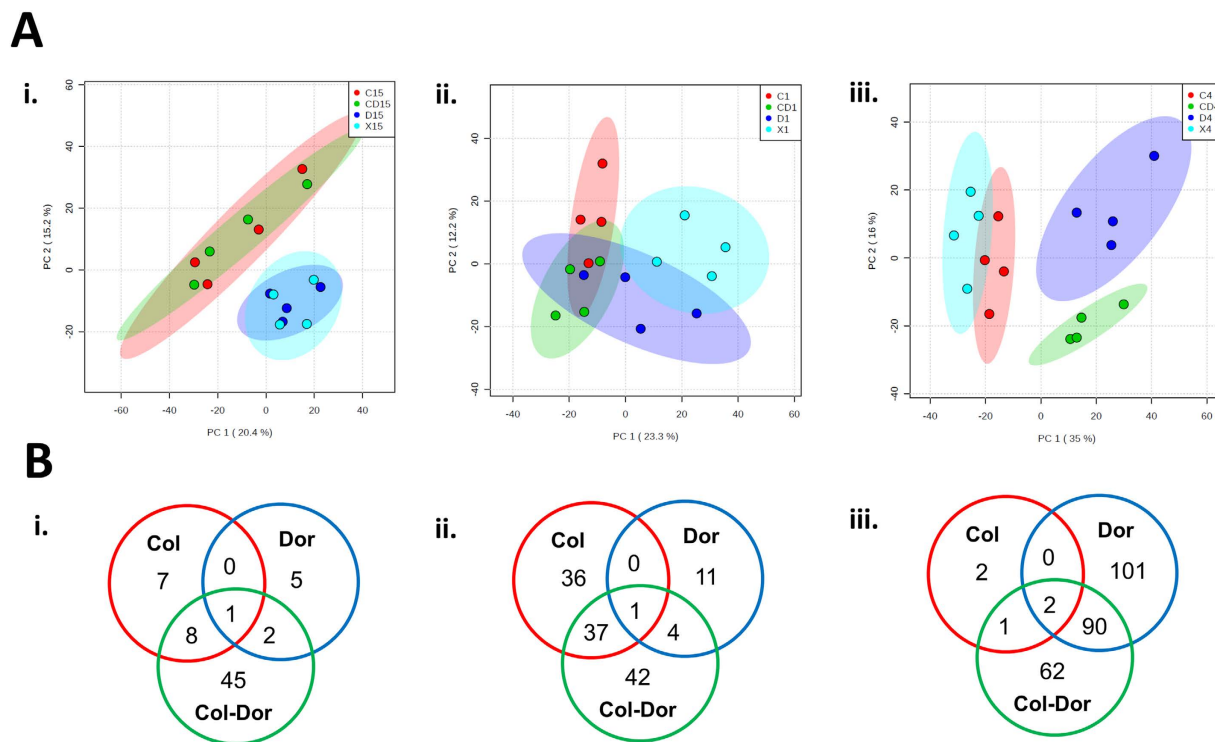 A
i.
C15
CD15
D15
X15
60
40
20
0
-20
PC 2 ( 15.2 %)
-60
-40
-20
0
20
40
PC 1 ( 20.4 %)
ii.
C1
CD1
D1
X1
40
20
0
-20
-40
PC 2 ( 12.2 %)
-40
-20
0
20
40
60
PC 1 ( 23.3 %)
iii.
C4
CD4
D4
X4
40
20
0
-20
-40
PC 2 ( 16 %)
-40
-20
0
20
40
60
PC 1 ( 35 %)
B
i.
Col
Dor
7
0
5
1
8
2
45
Col-Dor
ii.
Col
Dor
36
0
11
1
37
4
42
Col-Dor
iii.
Col
Dor
2
0
101
2
1
90
62
Col-Dor